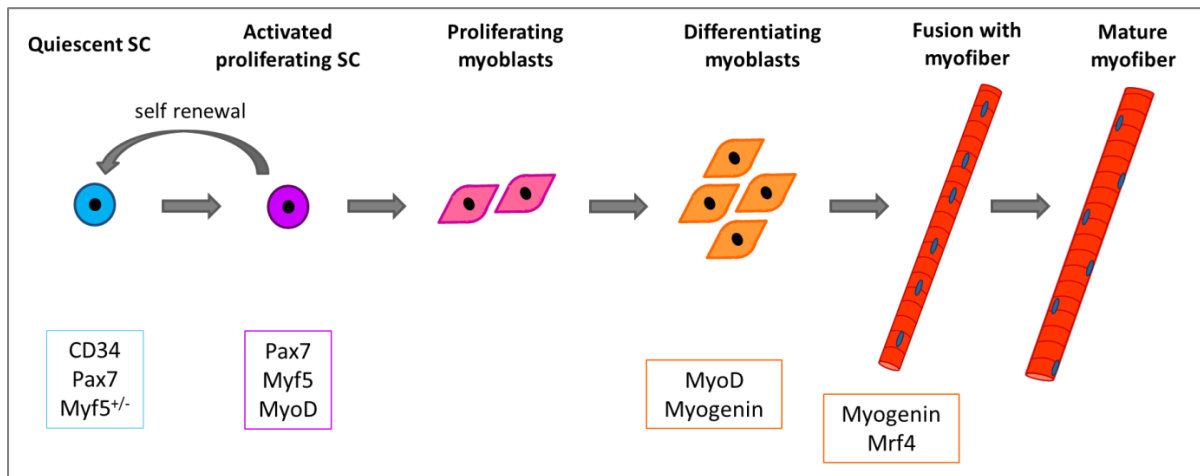 Quiescent SC
Activated
proliferating SC
Proliferating
myoblasts
Differentiating
myoblasts
Fusion with
myofiber
Mature
myofiber
self renewal
CD34
Pax7
Myf5+/-
Pax7
Myf5
MyoD
MyoD
Myogenin
Myogenin
Mrf4